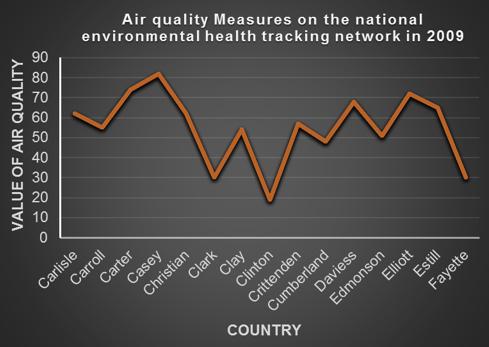 Air quality Measures on the national
environmental health tracking network in 2009
VALUE OF AIR QUALITY
90
80
70
60
50
40
30
20
10
0
Carlisle
Carroll
Carter
Casey
Christian
Clark
Clay
Clinton
Crittenden
Cumberland
Daviess
Edmonson
Elliott
Estill
Fayette
COUNTRY